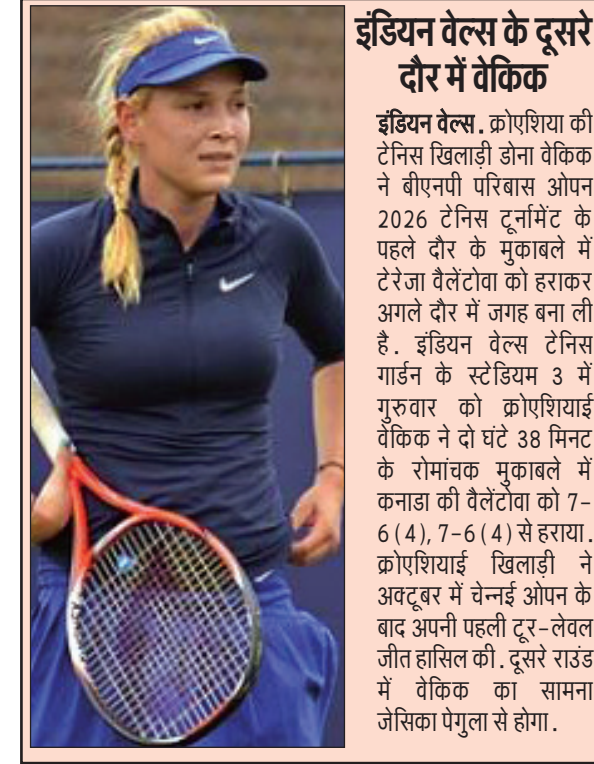 इंडियन वेल्स के दूसरे
दौर में वेकिक
इंडियन वेल्स. क्रोएशिया की
टेनिस खिलाड़ी डोना वेकिक
ने बीएनपी परिबास ओपन
2026 टेनिस टूर्नामेंट के
पहले दौर के मुकाबले में
टेरेजा वैलेंटोवा को हराकर
अगले दौर में जगह बना ली
है. इंडियन वेल्स टेनिस
गार्डन के स्टेडियम 3 में
गुरुवार को क्रोएशियाई
वेकिक ने दो घंटे 38 मिनट
के रोमांचक मुकाबले में
कनाडा की वैलेंटोवा को 7-
6(4), 7-6(4) से हराया.
क्रोएशियाई खिलाड़ी ने
अक्टूबर में चेन्नई ओपन के
बाद अपनी पहली टूर-लेवल
जीत हासिल की. दूसरे राउंड
में वेकिक का सामना
जेसिका पेगुला से होगा.